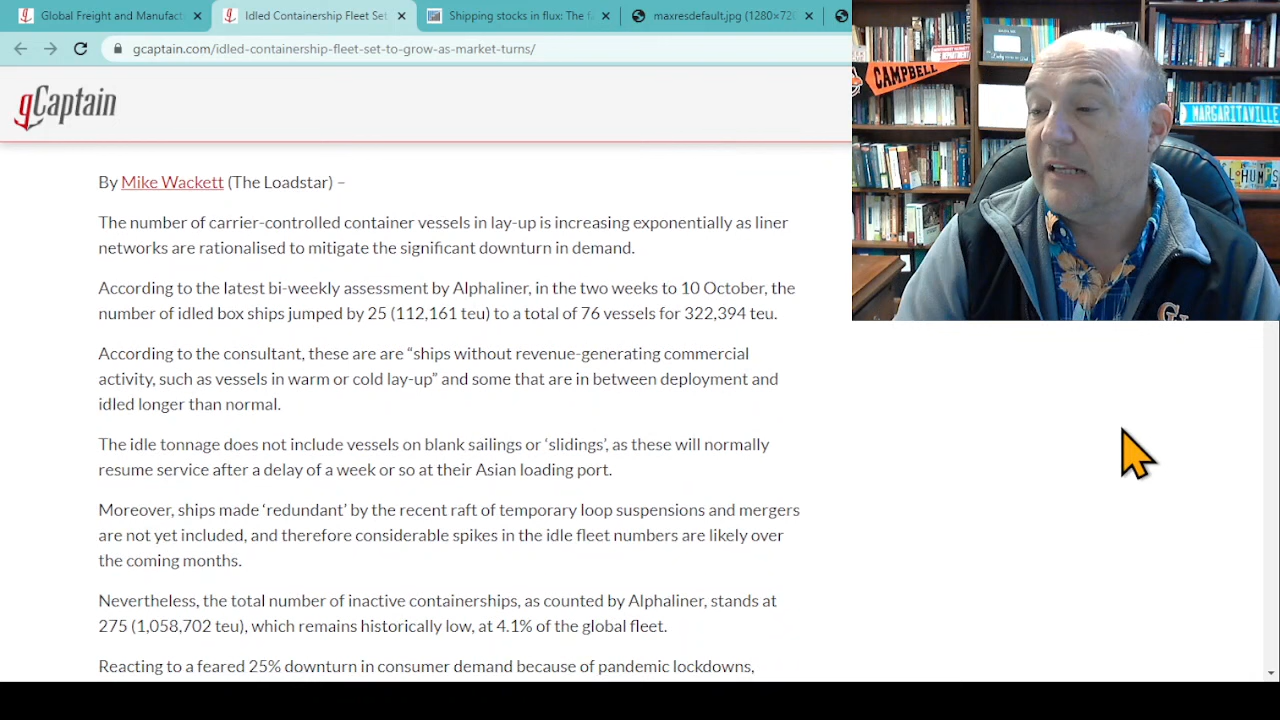 Global Freight and Manufact
Idled Containership Fleet Set
Shipping stocks in flux: The f
maxresdefault.jpg (1280×72
gcaptain.com/idled-containership-fleet-set-to-grow-as-market-turns/
gCaptain
CAMPBELL
DEPARTMENT
MARGARITAVILLE
LOHUMPS
By Mike Wackett (The Loadstar) –
The number of carrier-controlled container vessels in lay-up is increasing exponentially as liner
networks are rationalised to mitigate the significant downturn in demand.
According to the latest bi-weekly assessment by Alphaliner, in the two weeks to 10 October, the
number of idled box ships jumped by 25 (112,161 teu) to a total of 76 vessels for 322,394 teu.
According to the consultant, these are are “ships without revenue-generating commercial
activity, such as vessels in warm or cold lay-up” and some that are in between deployment and
idled longer than normal.
The idle tonnage does not include vessels on blank sailings or ‘slidings’, as these will normally
resume service after a delay of a week or so at their Asian loading port.
Moreover, ships made ‘redundant’ by the recent raft of temporary loop suspensions and mergers
are not yet included, and therefore considerable spikes in the idle fleet numbers are likely over
the coming months.
Nevertheless, the total number of inactive containerships, as counted by Alphaliner, stands at
275 (1,058,702 teu), which remains historically low, at 4.1% of the global fleet.
Reacting to a feared 25% downturn in consumer demand because of pandemic lockdowns,